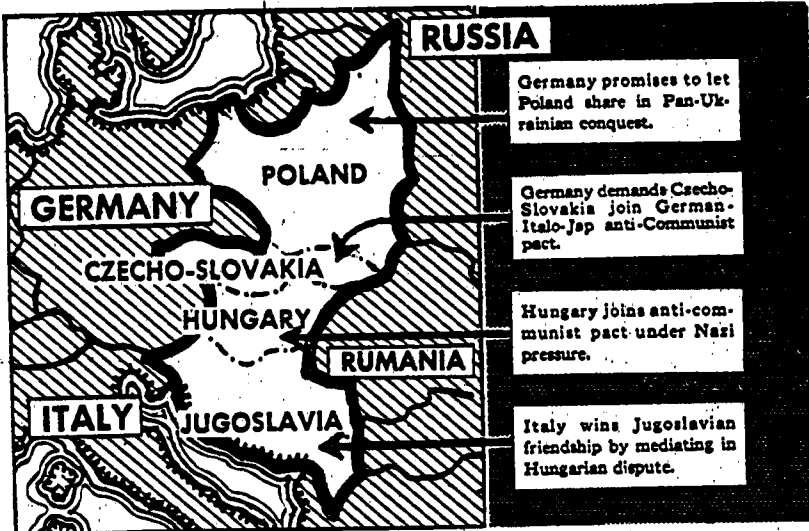 RUSSIA
Germany promises to let
Poland share in Pan-Uk-
rainian conquest.
POLAND
GERMANY
Germany demands Czecho-
Slovakia join German-
Italo-Jap anti-Communist
pact.
CZECHO-SLOVAKIA
HUNGARY
Hungary joins anti-com-
munist pact under Nazi
pressure.
RUMANIA
ITALY
JUGOSLAVIA
Italy wins Jugoslavian
friendship by mediating in
Hungarian dispute.